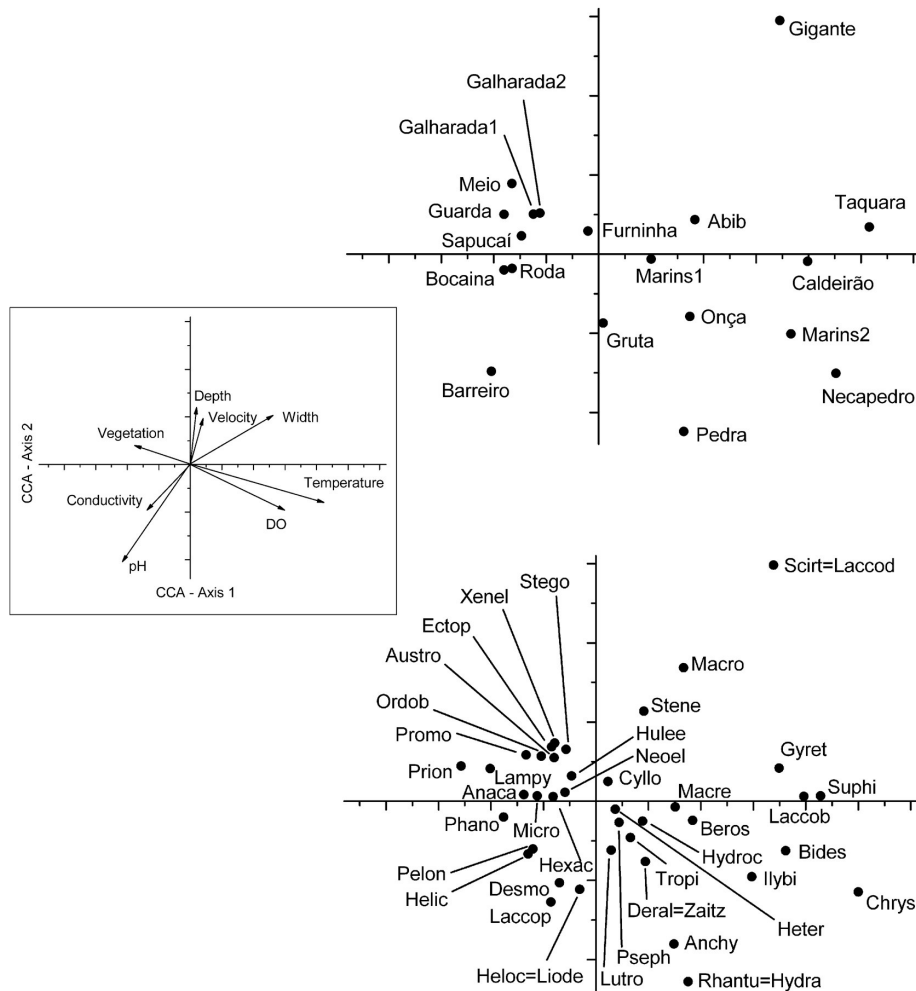 Gigante
Galharada2
Galharada1
Meio
Guarda
Sapucaí
Furninha
Abib
Taquara
Bocaina
Roda
Marins1
Caldeirão
Gruta
Onça
Marins2
Barreiro
Necapedro
Pedra
CCA - Axis 2
Depth
Velocity
Width
Vegetation
Temperature
Conductivity
DO
pH
CCA - Axis 1
Stego
Scirt=Laccod
Xenel
Ectop
Austro
Macro
Ordob
Stene
Promo
Hulee
Neoel
Prion
Lampy
Cyllo
Gyret
Suphi
Anaca
Macre
Laccob
Phano
Micro
Beros
Pelon
Hexac
Hydroc
Bides
Helic
Desmo
Tropi
Ilybi
Laccop
Deral=Zaitz
Chrys
Heter
Anchy
Pseph
Heloc=Liode
Lutro
Rhantu=Hydra